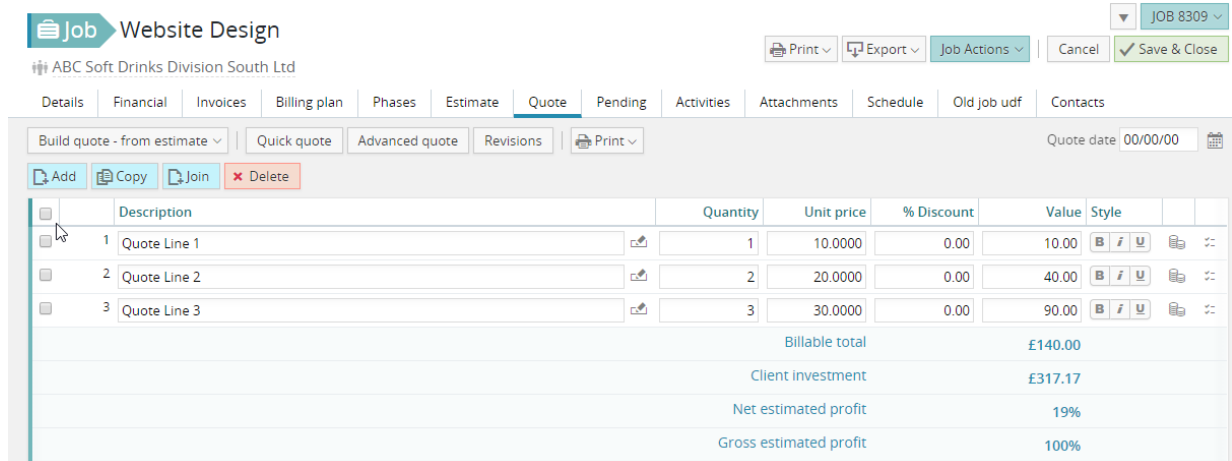 JOB 8309
Job Website Design
Print Export Job Actions Cancel Save & Close
ABC Soft Drinks Division South Ltd
Details Financial Invoices Billing plan Phases Estimate Quote Pending Activities Attachments Schedule Old job udf Contacts
Build quote - from estimate Quick quote Advanced quote Revisions Print Quote date 00/00/00
Add Copy Join Delete
Description Quantity Unit price % Discount Value Style
1 Quote Line 1 1 10.0000 0.00 10.00 B i U
2 Quote Line 2 2 20.0000 0.00 40.00 B i U
3 Quote Line 3 3 30.0000 0.00 90.00 B i U
Billable total £140.00
Client investment £317.17
Net estimated profit 19%
Gross estimated profit 100%